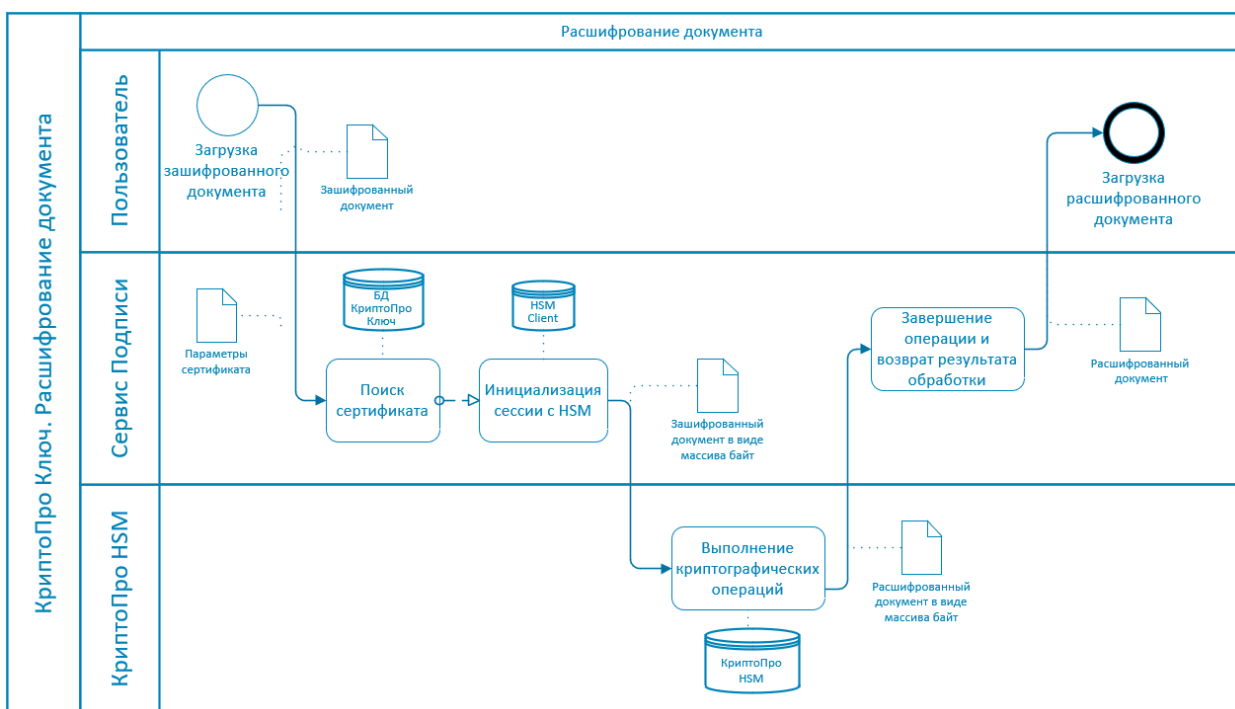 КриптоПро Ключ. Расшифрование документа
Расшифрование документа
Пользователь
Загрузка
зашифрованного
документа
Зашифрованный
документ
Загрузка
расшифрованного
документа
Сервис Подписи
Параметры
сертификата
БД
КриптоПро
Ключ
Поиск
сертификата
HSM
Client
Инициализация
сессии с HSM
Зашифрованный
документ в виде
массива байт
Завершение
операции и
возврат результата
обработки
Расшифрованный
документ
КриптоПро HSM
Выполнение
криптографических
операций
КриптоПро
HSM
Расшифрованный
документ в виде
массива байт